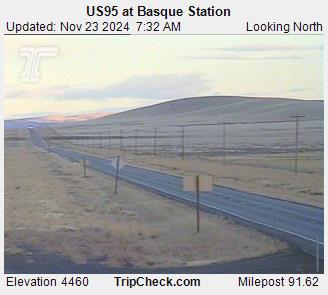 US95 at Basque Station
Updated: Nov 23 2024 7:32 AM Looking North
Elevation 4460 TripCheck.com Milepost 91.62